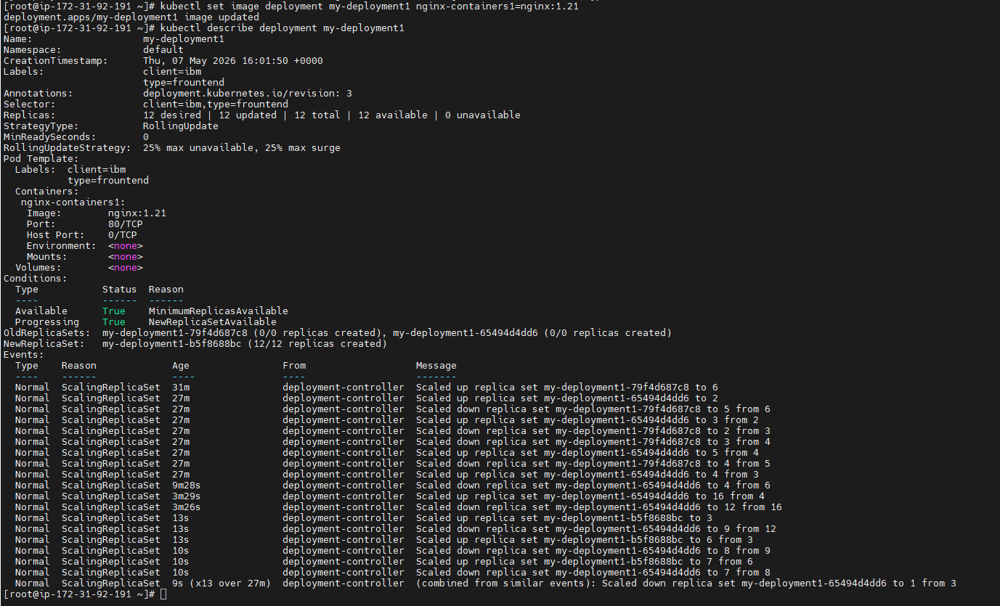 [root@ip-172-31-92-191 ~]# kubectl set image deployment my-deployment1 nginx-containers1=nginx:1.21
deployment.apps/my-deployment1 image updated
[root@ip-172-31-92-191 ~]# kubectl describe deployment my-deployment1
Name:                   my-deployment1
Namespace:              default
CreationTimestamp:      Thu, 07 May 2026 16:01:50 +0000
Labels:                 client=ibm
                        type=frountend
Annotations:            deployment.kubernetes.io/revision: 3
Selector:               client=ibm,type=frountend
Replicas:               12 desired | 12 updated | 12 total | 12 available | 0 unavailable
StrategyType:           RollingUpdate
MinReadySeconds:        0
RollingUpdateStrategy:  25% max unavailable, 25% max surge
Pod Template:
  Labels:  client=ibm
           type=frountend
  Containers:
   nginx-containers1:
    Image:        nginx:1.21
    Port:         80/TCP
    Host Port:    0/TCP
    Environment:  <none>
    Mounts:       <none>
  Volumes:        <none>
Conditions:
  Type           Status  Reason
  ----           ------  ------
  Available      True    MinimumReplicasAvailable
  Progressing    True    NewReplicaSetAvailable
OldReplicaSets:  my-deployment1-79f4d687c8 (0/0 replicas created), my-deployment1-65494d4dd6 (0/0 replicas created)
NewReplicaSet:   my-deployment1-b5f8688bc (12/12 replicas created)
Events:
  Type    Reason             Age                From                   Message
  ----    ------             ----               ----                   -------
  Normal  ScalingReplicaSet  31m                deployment-controller  Scaled up replica set my-deployment1-79f4d687c8 to 6
  Normal  ScalingReplicaSet  27m                deployment-controller  Scaled up replica set my-deployment1-65494d4dd6 to 2
  Normal  ScalingReplicaSet  27m                deployment-controller  Scaled down replica set my-deployment1-79f4d687c8 to 5 from 6
  Normal  ScalingReplicaSet  27m                deployment-controller  Scaled up replica set my-deployment1-65494d4dd6 to 3 from 2
  Normal  ScalingReplicaSet  27m                deployment-controller  Scaled down replica set my-deployment1-79f4d687c8 to 2 from 3
  Normal  ScalingReplicaSet  27m                deployment-controller  Scaled down replica set my-deployment1-79f4d687c8 to 3 from 4
  Normal  ScalingReplicaSet  27m                deployment-controller  Scaled up replica set my-deployment1-65494d4dd6 to 5 from 4
  Normal  ScalingReplicaSet  27m                deployment-controller  Scaled down replica set my-deployment1-79f4d687c8 to 4 from 5
  Normal  ScalingReplicaSet  27m                deployment-controller  Scaled up replica set my-deployment1-65494d4dd6 to 4 from 3
  Normal  ScalingReplicaSet  9m28s              deployment-controller  Scaled down replica set my-deployment1-65494d4dd6 to 4 from 6
  Normal  ScalingReplicaSet  3m29s              deployment-controller  Scaled up replica set my-deployment1-65494d4dd6 to 16 from 4
  Normal  ScalingReplicaSet  3m26s              deployment-controller  Scaled down replica set my-deployment1-65494d4dd6 to 12 from 16
  Normal  ScalingReplicaSet  13s                deployment-controller  Scaled up replica set my-deployment1-b5f8688bc to 3
  Normal  ScalingReplicaSet  13s                deployment-controller  Scaled down replica set my-deployment1-65494d4dd6 to 9 from 12
  Normal  ScalingReplicaSet  13s                deployment-controller  Scaled up replica set my-deployment1-b5f8688bc to 6 from 3
  Normal  ScalingReplicaSet  10s                deployment-controller  Scaled down replica set my-deployment1-65494d4dd6 to 8 from 9
  Normal  ScalingReplicaSet  10s                deployment-controller  Scaled up replica set my-deployment1-b5f8688bc to 7 from 6
  Normal  ScalingReplicaSet  10s                deployment-controller  Scaled down replica set my-deployment1-65494d4dd6 to 7 from 8
  Normal  ScalingReplicaSet  9s (x13 over 27m)  deployment-controller  (combined from similar events): Scaled down replica set my-deployment1-65494d4dd6 to 1 from 3
[root@ip-172-31-92-191 ~]#